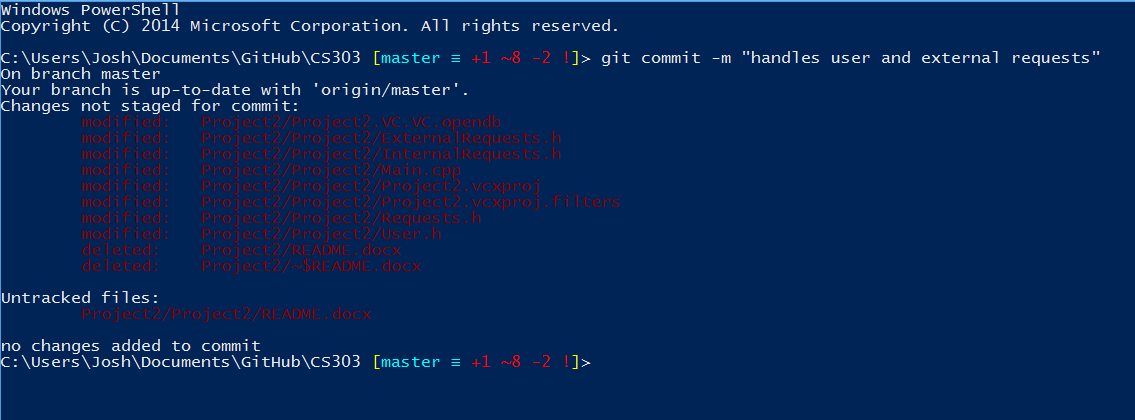 Windows PowerShell
Copyright (C) 2014 Microsoft Corporation. All rights reserved.
C:\Users\Josh\Documents\GitHub\CS303 [master ≡ +1 ~8 -2 !]> git commit -m "handles user and external requests"
On branch master
Your branch is up-to-date with 'origin/master'.
Changes not staged for commit:
modified: Project2/Project2.VC.VC.opendb
modified: Project2/Project2/ExternalRequests.h
modified: Project2/Project2/InternalRequests.h
modified: Project2/Project2/Main.cpp
modified: Project2/Project2/Project2.vcxproj
modified: Project2/Project2/Project2.vcxproj.filters
modified: Project2/Project2/Requests.h
modified: Project2/Project2/User.h
deleted: Project2/README.docx
deleted: Project2/~$README.docx
Untracked files:
Project2/Project2/README.docx
no changes added to commit
C:\Users\Josh\Documents\GitHub\CS303 [master ≡ +1 ~8 -2 !]>